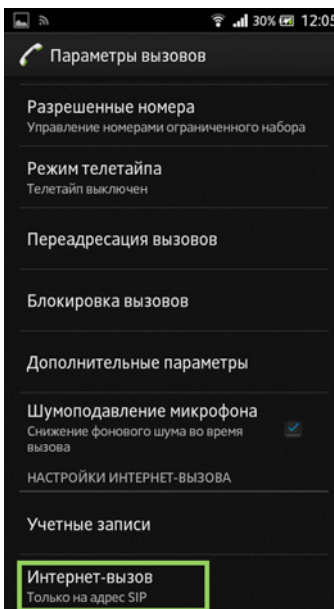 30% 12:05
Параметры вызовов
Разрешенные номера
Управление номерами ограниченного набора
Режим телетайпа
Телетайп выключен
Переадресация вызовов
Блокировка вызовов
Дополнительные параметры
Шумоподавление микрофона
Снижение фонового шума во время
вызова
НАСТРОЙКИ ИНТЕРНЕТ-ВЫЗОВА
Учетные записи
Интернет-вызов
Только на адрес SIP